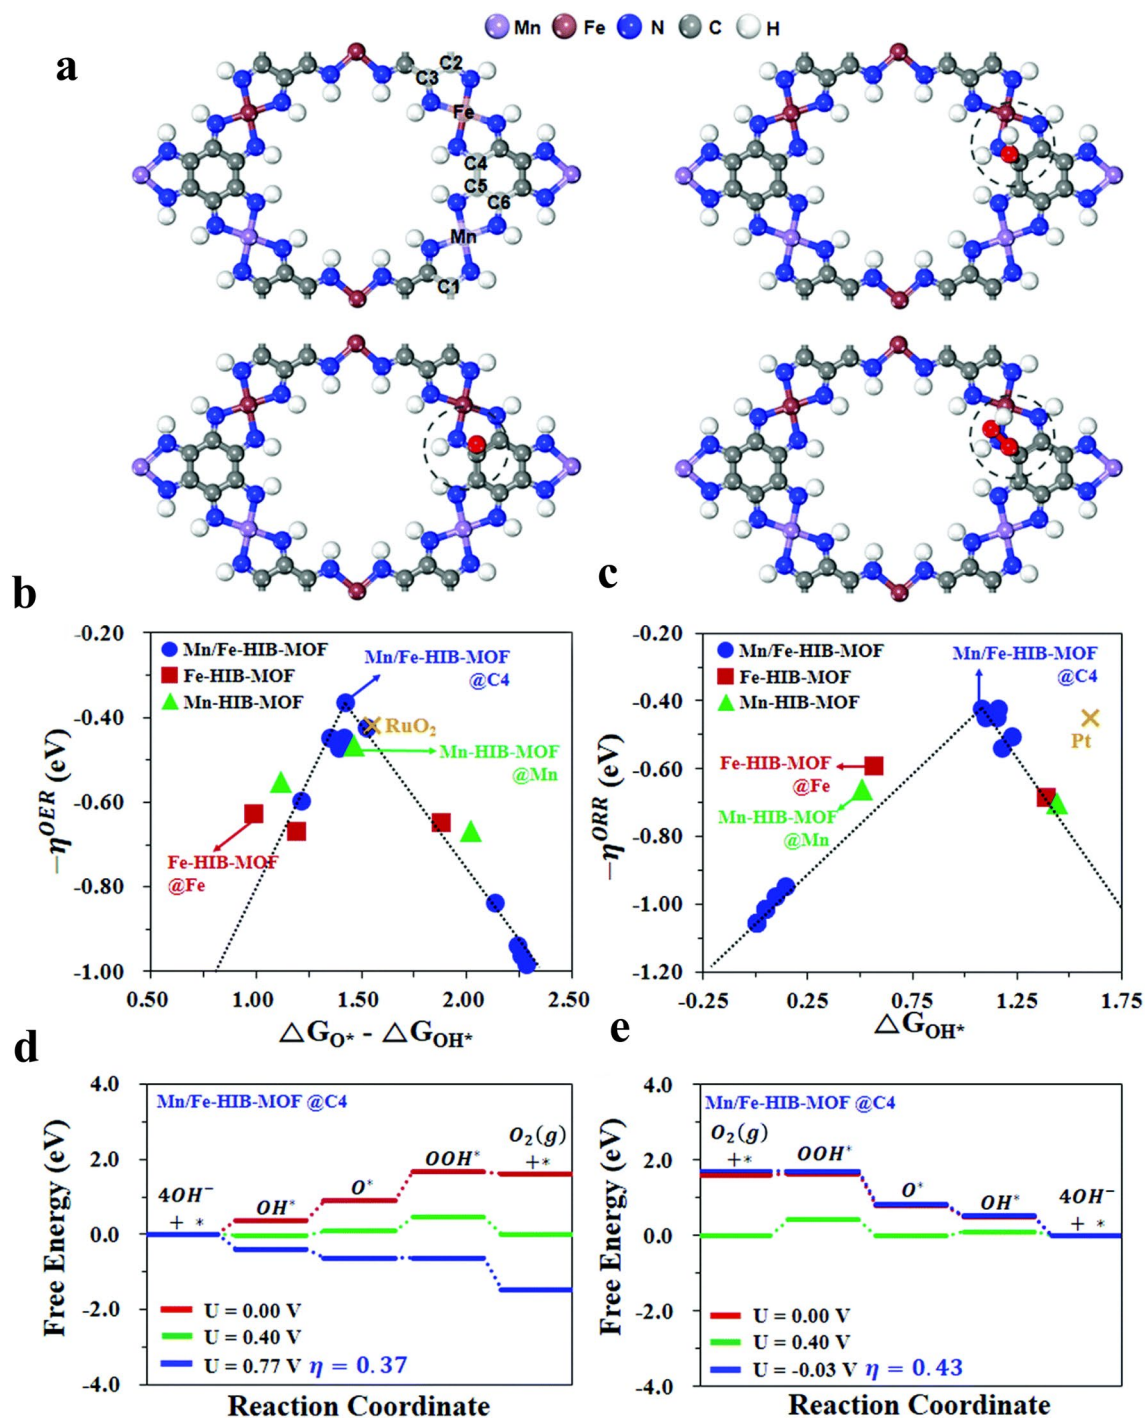 Mn Fe N C H
a
C2
C3
Fe
C4
C5
C6
Mn
C1
b
−0.20
−0.40
−0.60
−0.80
−1.00
−η^OER (eV)
Mn/Fe-HIB-MOF
Fe-HIB-MOF
Mn-HIB-MOF
Mn/Fe-HIB-MOF
@C4
RuO₂
Mn-HIB-MOF
@Mn
Fe-HIB-MOF
@Fe
0.50 1.00 1.50 2.00 2.50
△G_O* - △G_OH*
c
-0.20
-0.40
-0.60
-0.80
-1.00
-1.20
−η^ORR (eV)
Mn/Fe-HIB-MOF
Fe-HIB-MOF
Mn-HIB-MOF
Mn/Fe-HIB-MOF
@C4
Pt
Fe-HIB-MOF
@Fe
Mn-HIB-MOF
@Mn
-0.25 0.25 0.75 1.25 1.75
△G_OH*
d
4.0
2.0
0.0
-2.0
-4.0
Free Energy (eV)
Mn/Fe-HIB-MOF @C4
4OH⁻
+ *
OH*
O*
OOH*
O₂(g)
+*
U = 0.00 V
U = 0.40 V
U = 0.77 V η = 0.37
Reaction Coordinate
e
4.0
2.0
0.0
-2.0
-4.0
Free Energy (eV)
Mn/Fe-HIB-MOF @C4
O₂(g)
+*
OOH*
O*
OH*
4OH⁻
+ *
U = 0.00 V
U = 0.40 V
U = -0.03 V η = 0.43
Reaction Coordinate